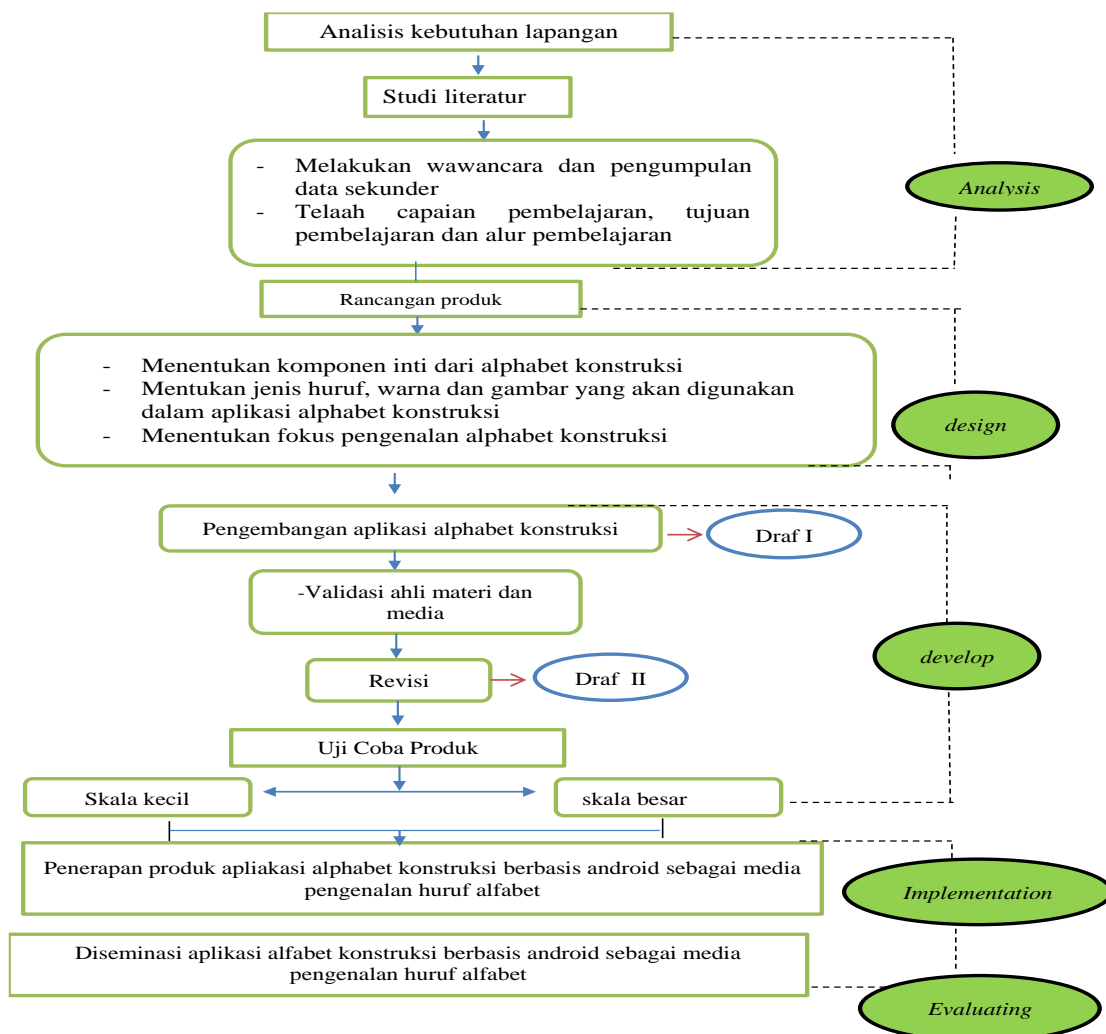 Analisis kebutuhan lapangan
Studi literatur
- Melakukan wawancara dan pengumpulan
data sekunder
- Telaah capaian pembelajaran, tujuan
pembelajaran dan alur pembelajaran
Analysis
Rancangan produk
- Menentukan komponen inti dari alphabet konstruksi
- Mentukan jenis huruf, warna dan gambar yang akan digunakan
dalam aplikasi alphabet konstruksi
- Menentukan fokus pengenalan alphabet konstruksi
design
Pengembangan aplikasi alphabet konstruksi
Draf I
-Validasi ahli materi dan
media
develop
Revisi
Draf II
Uji Coba Produk
Skala kecil
skala besar
Penerapan produk apliakasi alphabet konstruksi berbasis android sebagai media
pengenalan huruf alfabet
Implementation
Diseminasi aplikasi alfabet konstruksi berbasis android sebagai media
pengenalan huruf alfabet
Evaluating